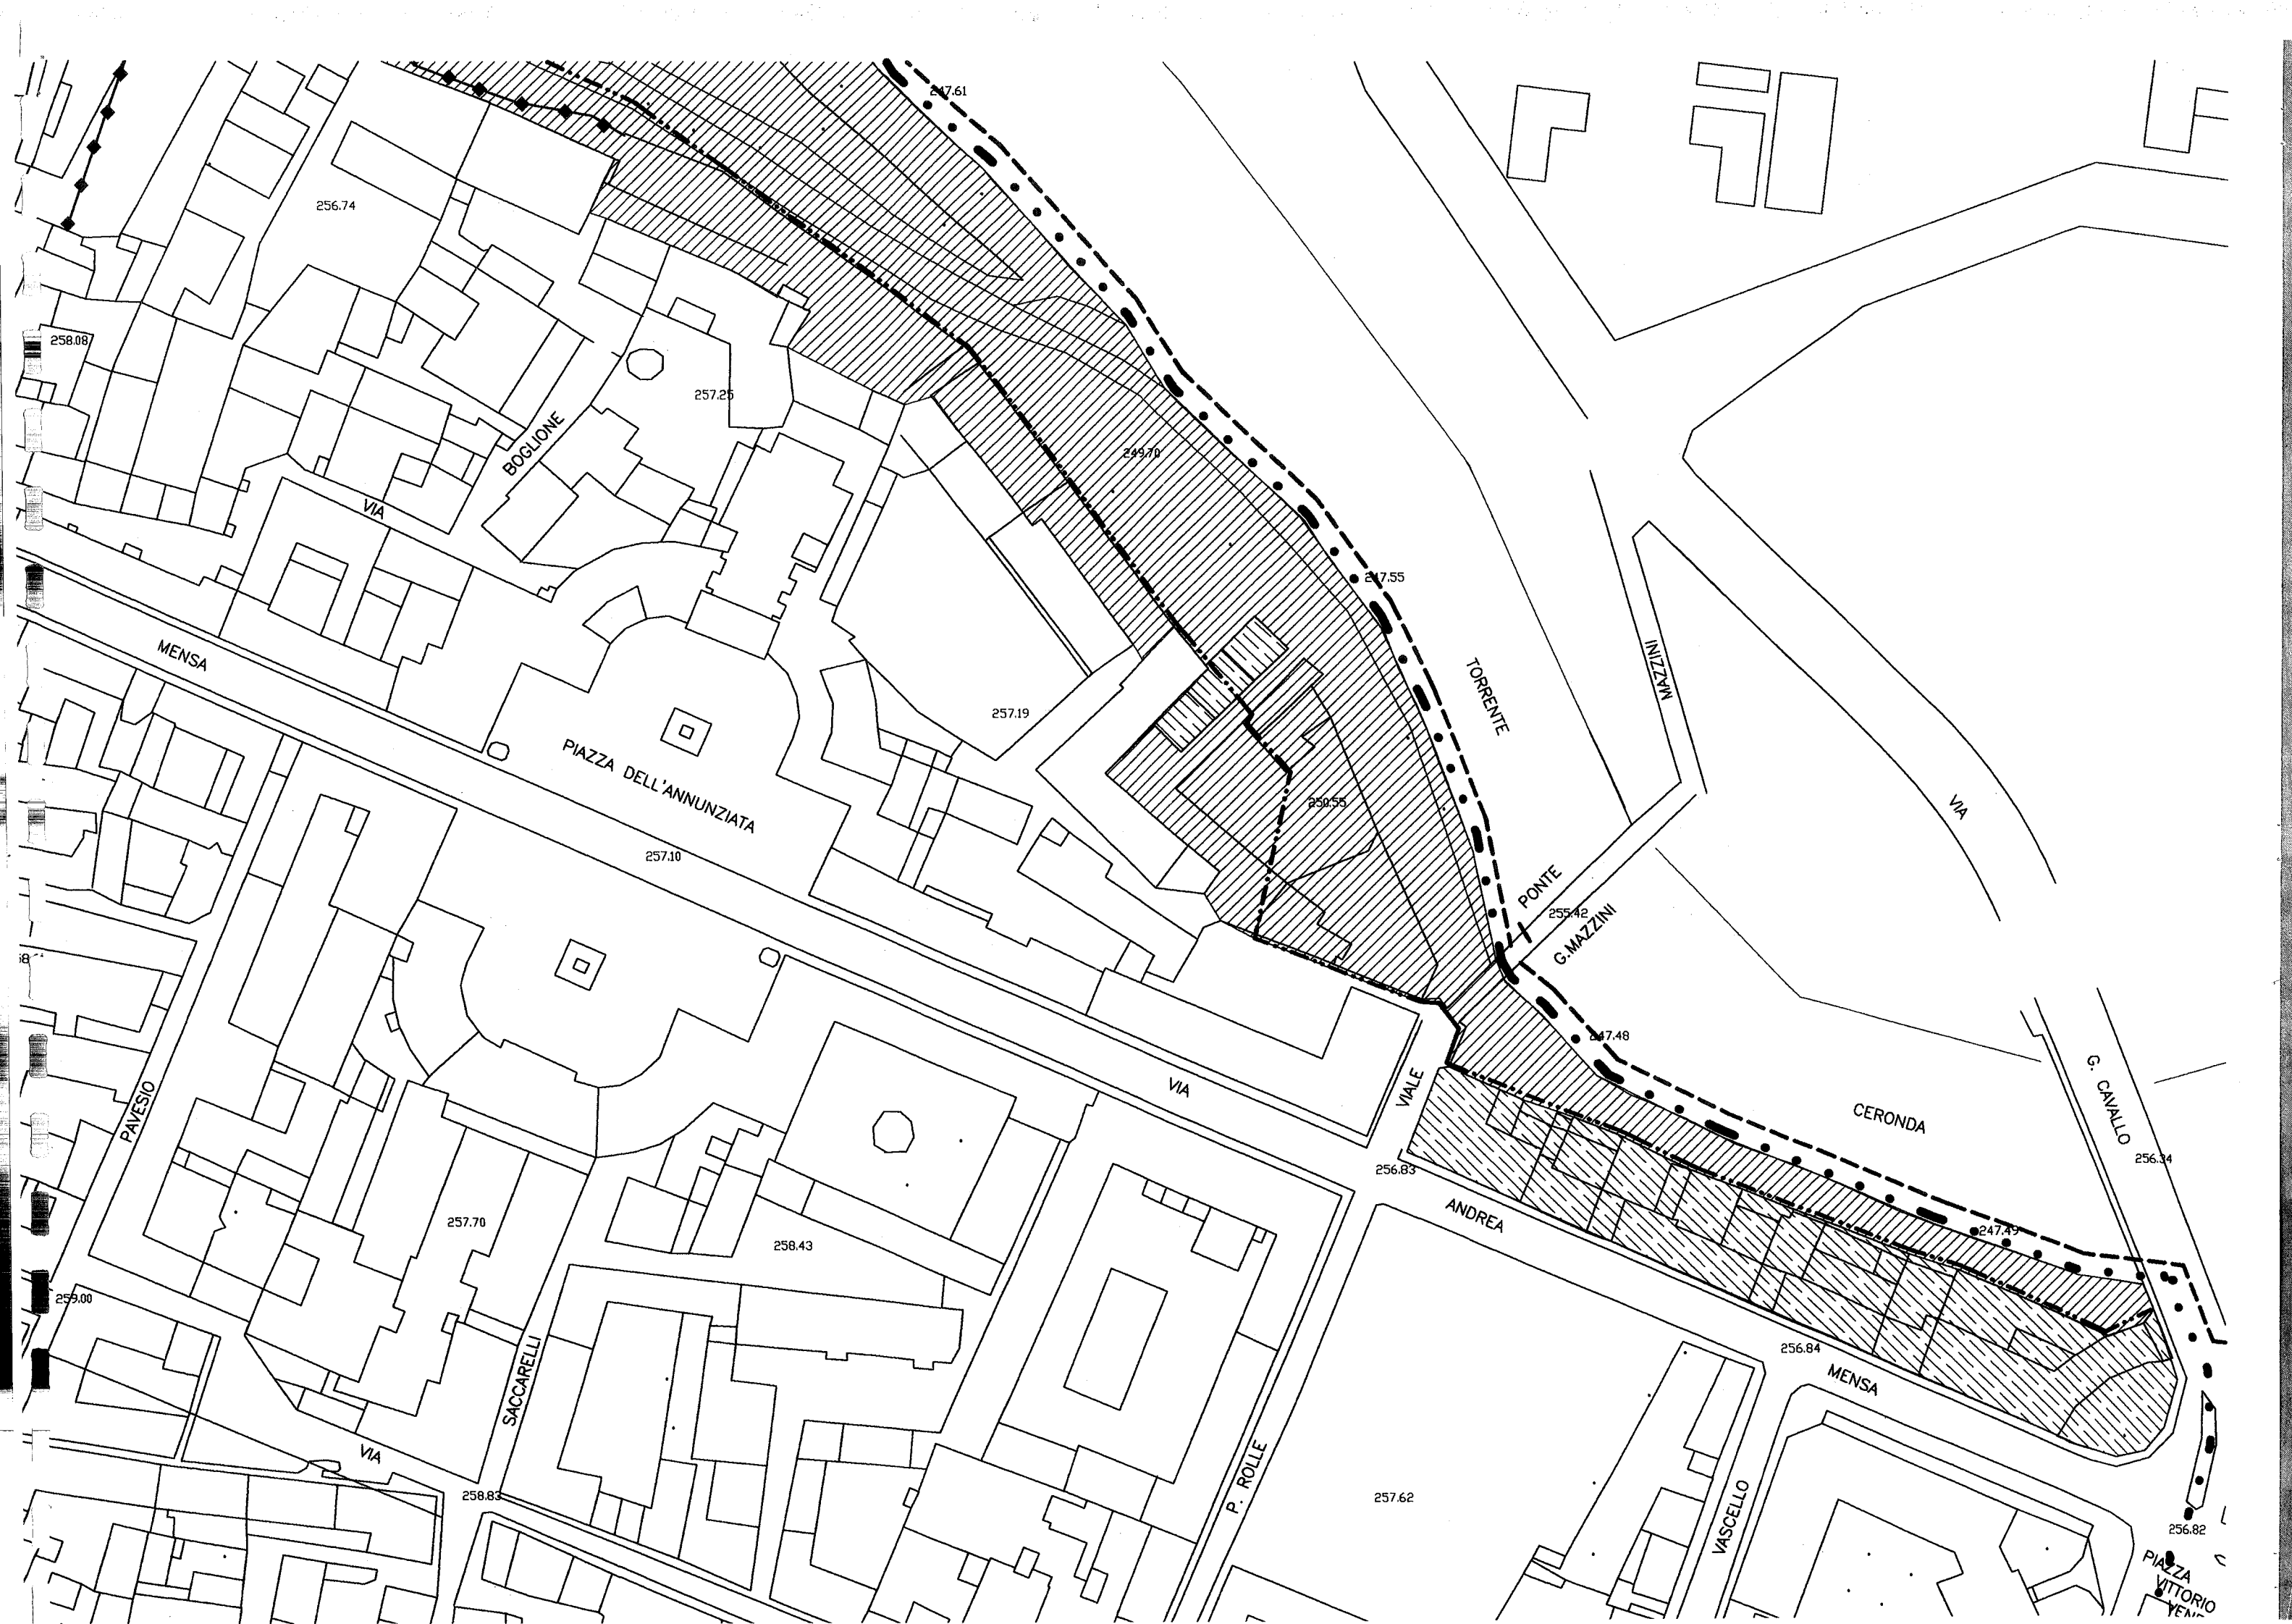 247.61
256.74
258.08
257.25
BOGLIONE
VIA
249.70
247.55
MENSA
MAZZINI
TORRENTE
257.19
PIAZZA DELL'ANNUNZIATA
250.55
VIA
257.10
PONTE
255.42
G.MAZZINI
247.48
VIA
VIALE
PAVESIO
CERONDA
G. CAVALLO
256.34
256.83
ANDREA
257.70
258.43
247.49
259.00
256.84
MENSA
SACCARELLI
VIA
258.83
P. ROLLE
257.62
VASCELLO
256.82
PIAZZA
VITTORIO